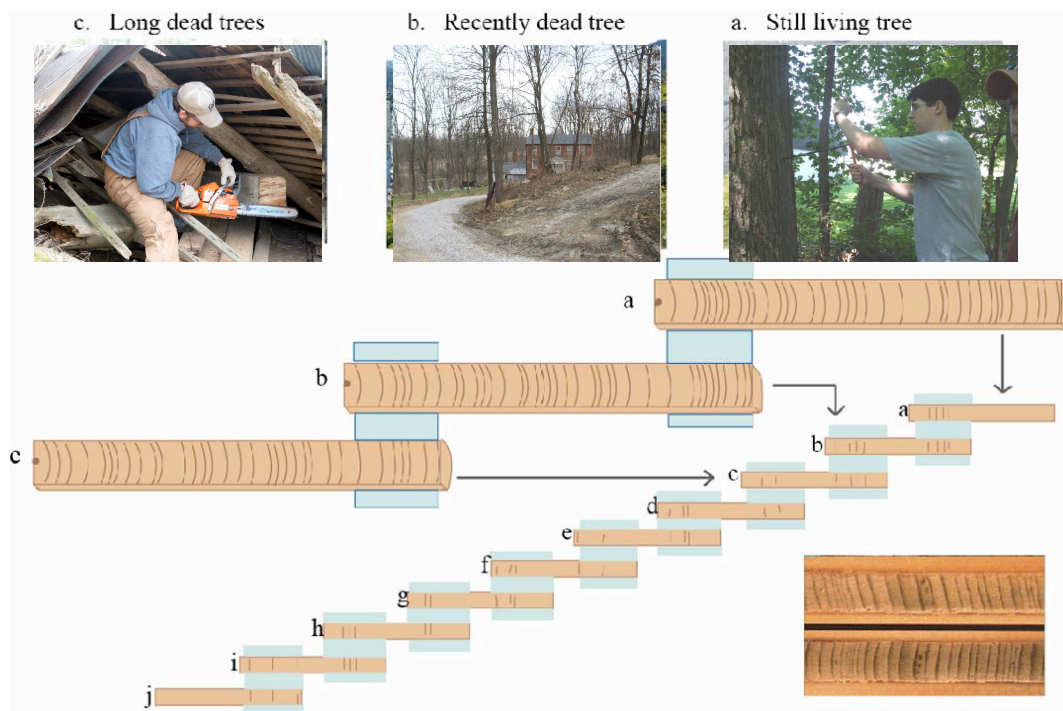 c. Long dead trees
b. Recently dead tree
a. Still living tree
a
b
c
a
b
c
d
e
f
g
h
i
j